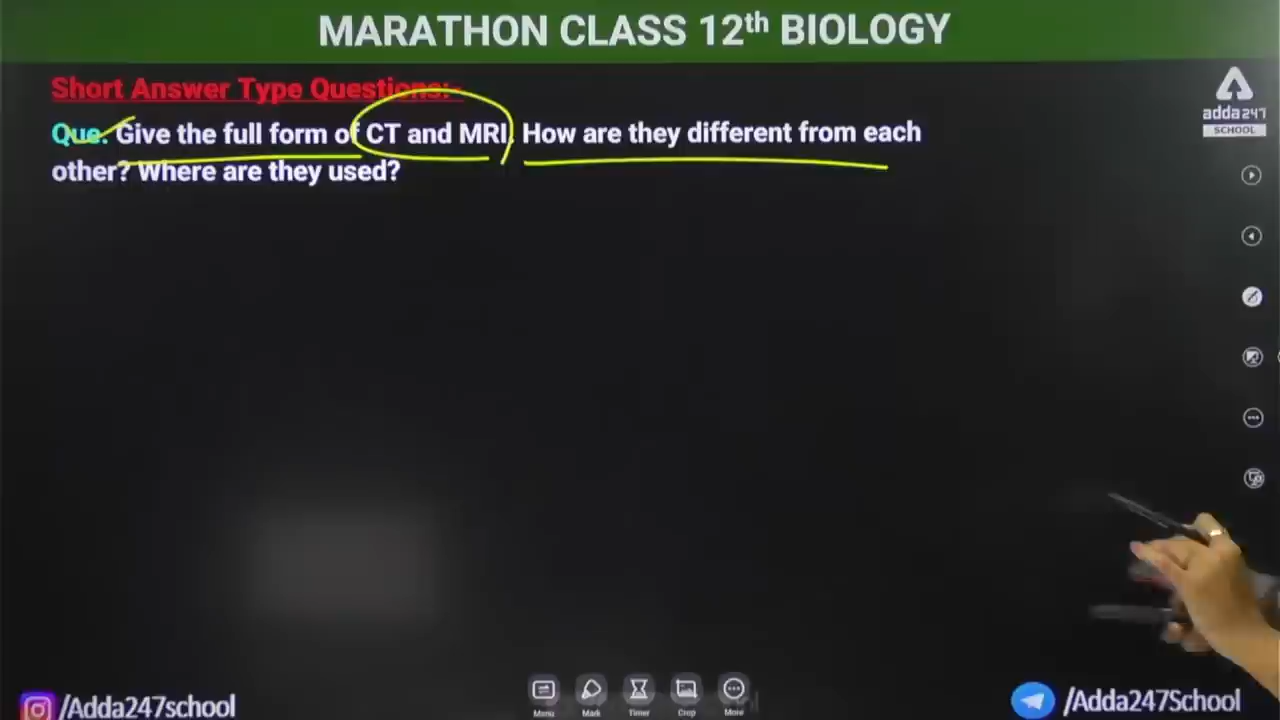 MARATHON CLASS 12th BIOLOGY
Short Answer Type Questions:-
Que. Give the full form of CT and MRI. How are they different from each
other? Where are they used?
adda247
SCHOOL
Menu Mark Timer Crop More
/Adda247school
/Adda247School